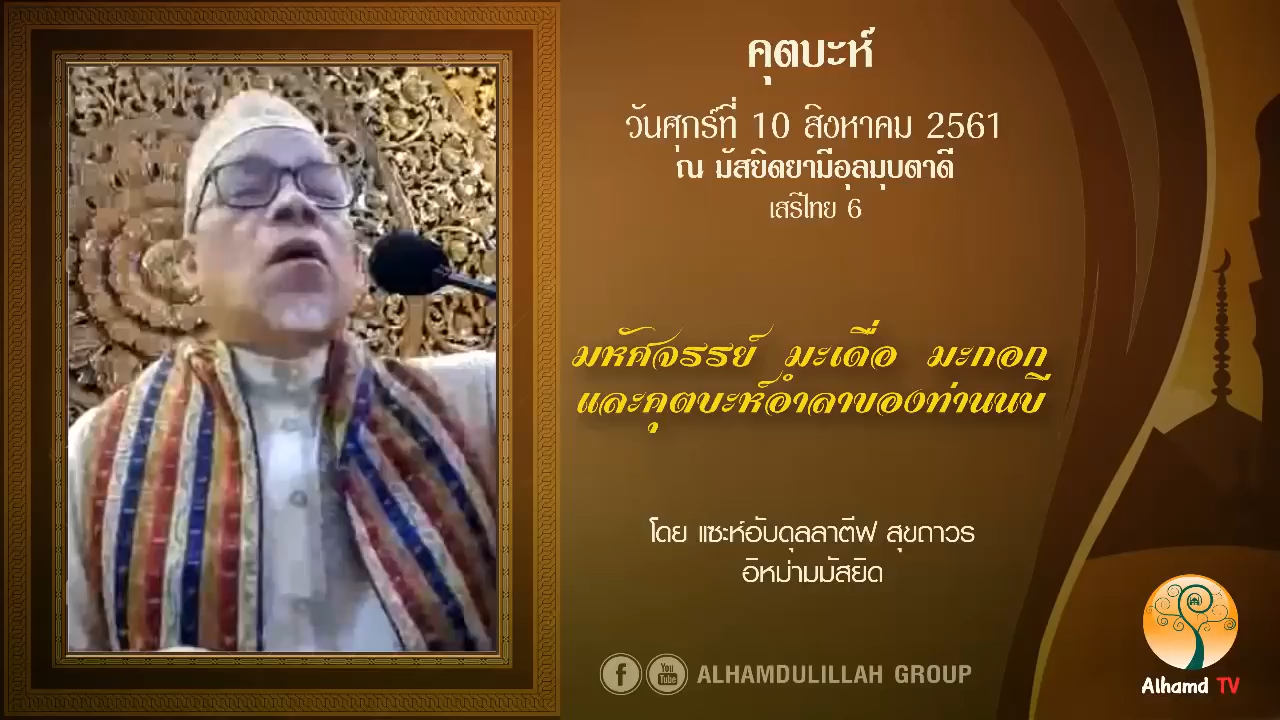 คุตบะห์
วันศุกร์ที่ 10 สิงหาคม 2561
ณ มัสยิดยามีอุลมุบตาดี
เสรีไทย 6
มหัศจรรย์ มะเดื่อ มะกอก
และคุตบะห์อำลาของท่านนบี
โดย แซะห์อับดุลลาตีฟ สุขถาวร
อิหม่ามมัสยิด
f You Tube ALHAMDULILLAH GROUP
Alhamd TV